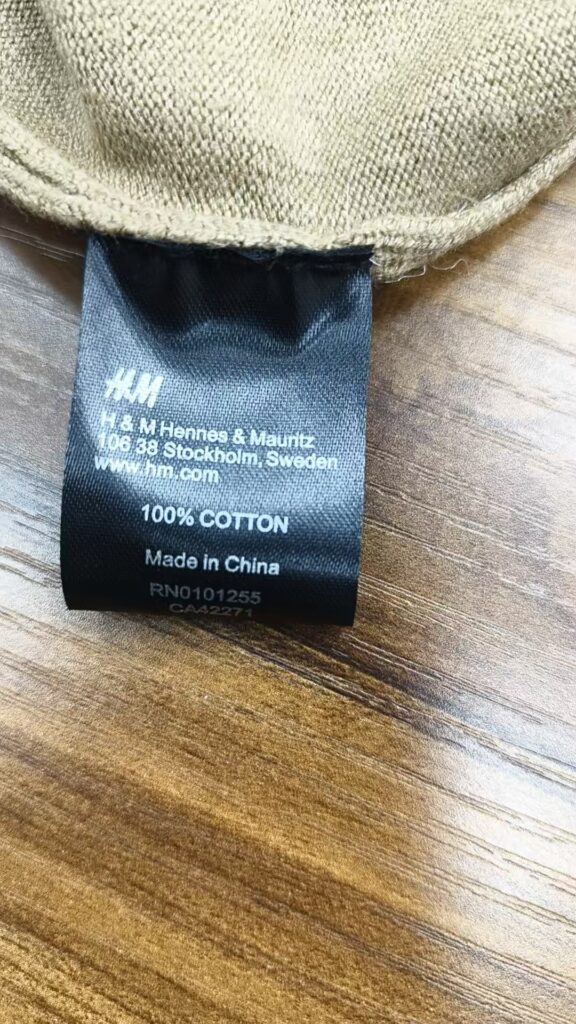 H&M
H & M Hennes & Mauritz
106 38 Stockholm, Sweden
www.hm.com
100% COTTON
Made in China
RN0101255
CA42271